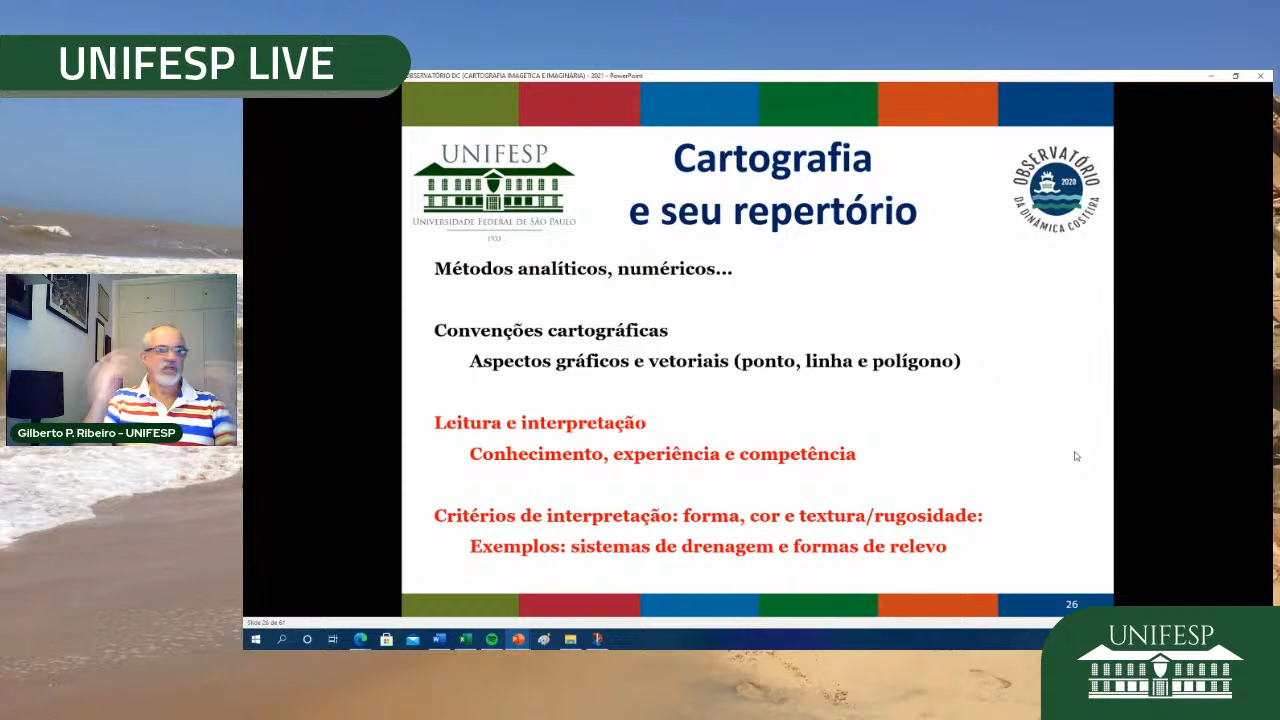 UNIFESP LIVE
OBSERVATÓRIO DC (CARTOGRAFIA IMAGÉTICA E IMAGINÁRIA) - 2021 - PowerPoint
UNIFESP
UNIVERSIDADE FEDERAL DE SÃO PAULO
1933
Cartografia
e seu repertório
OBSERVATÓRIO
2020
DA DINÂMICA COSTEIRA
Métodos analíticos, numéricos...
Convenções cartográficas
Aspectos gráficos e vetoriais (ponto, linha e polígono)
Leitura e interpretação
Conhecimento, experiência e competência
Critérios de interpretação: forma, cor e textura/rugosidade:
Exemplos: sistemas de drenagem e formas de relevo
26
Gilberto P. Ribeiro – UNIFESP
Slide 26 de 61
UNIFESP